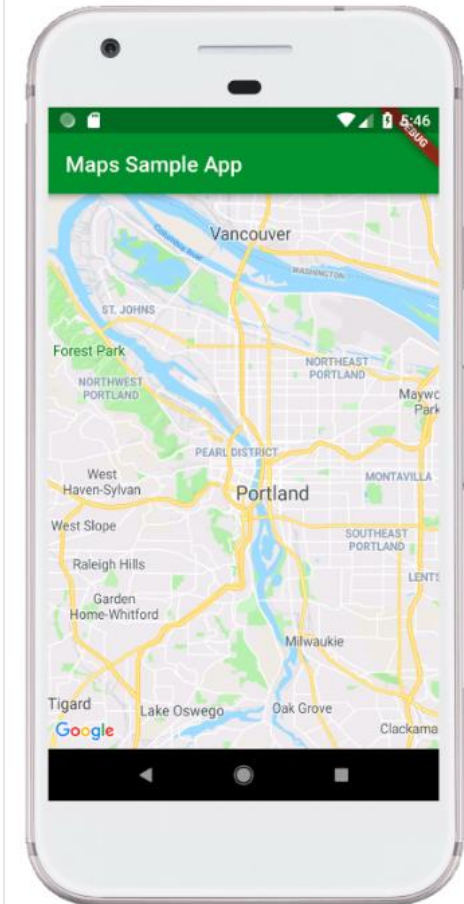 5:46
DEBUG
Maps Sample App
Vancouver
Columbia River
WASHINGTON
ST. JOHNS
Forest Park
NORTHEAST
PORTLAND
NORTHWEST
PORTLAND
Maywo
Park
PEARL DISTRICT
West
Haven-Sylvan
MONTAVILLA
Portland
West Slope
SOUTHEAST
PORTLAND
Raleigh Hills
LENTS
Garden
Home-Whitford
Milwaukie
Tigard
Lake Oswego
Oak Grove
Google
Clackama